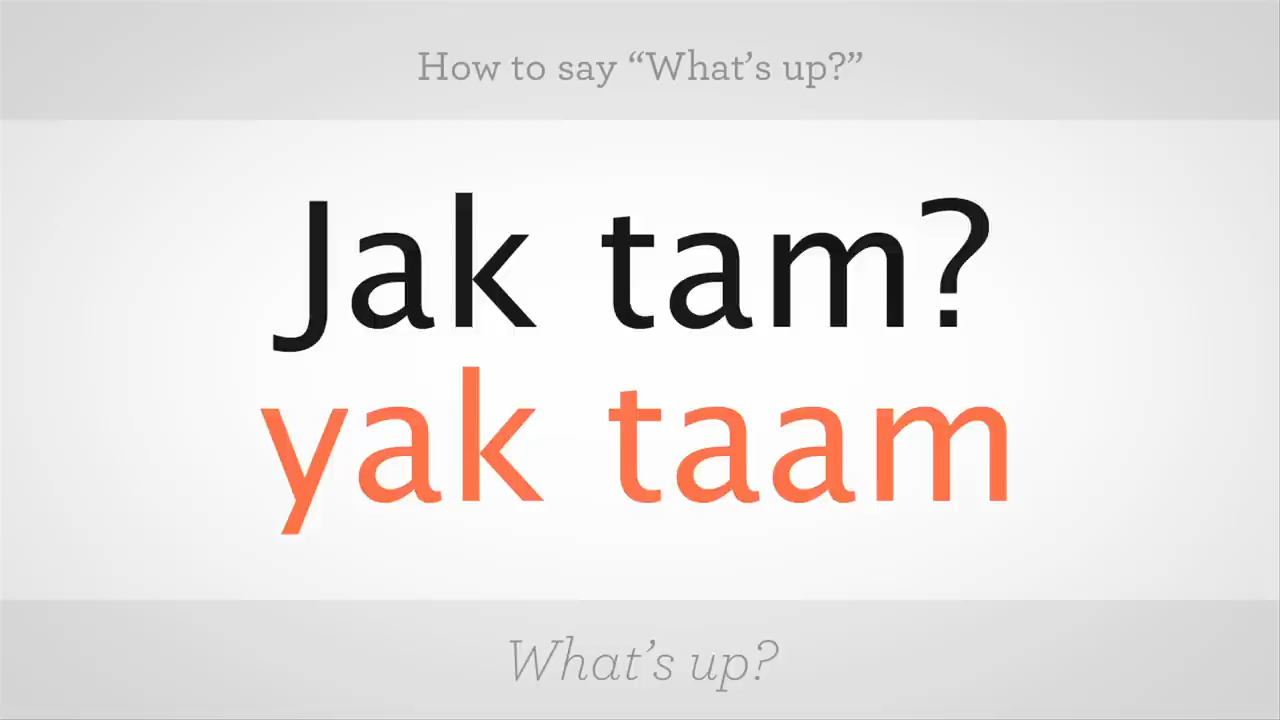 How to say “What’s up?”
Jak tam?
yak taam
What’s up?